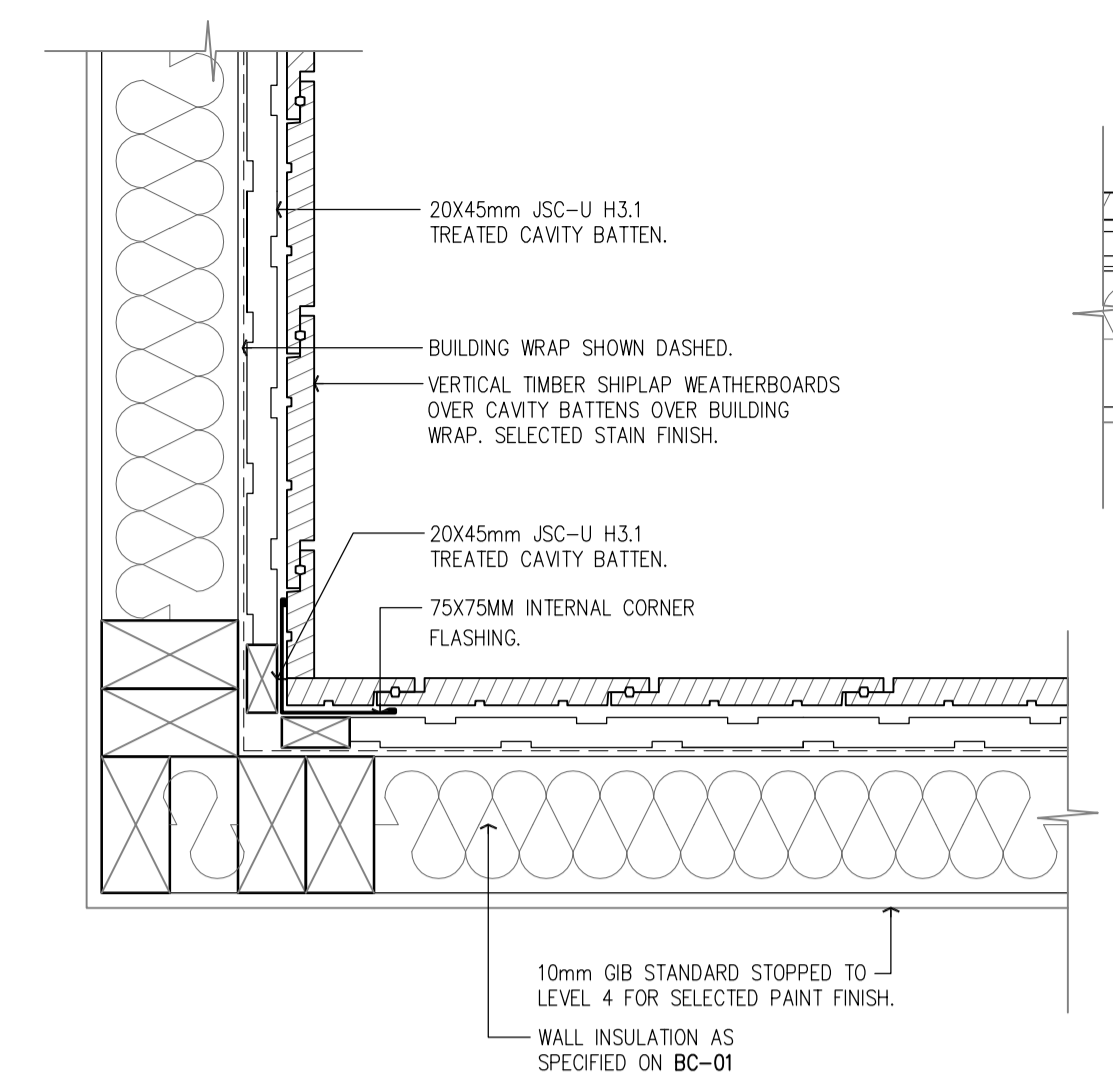 20X45mm JSC-U H3.1
TREATED CAVITY BATTEN.
BUILDING WRAP SHOWN DASHED.
VERTICAL TIMBER SHIPLAP WEATHERBOARDS
OVER CAVITY BATTENS OVER BUILDING
WRAP. SELECTED STAIN FINISH.
20X45mm JSC-U H3.1
TREATED CAVITY BATTEN.
75X75MM INTERNAL CORNER
FLASHING.
10mm GIB STANDARD STOPPED TO
LEVEL 4 FOR SELECTED PAINT FINISH.
WALL INSULATION AS
SPECIFIED ON BC-01